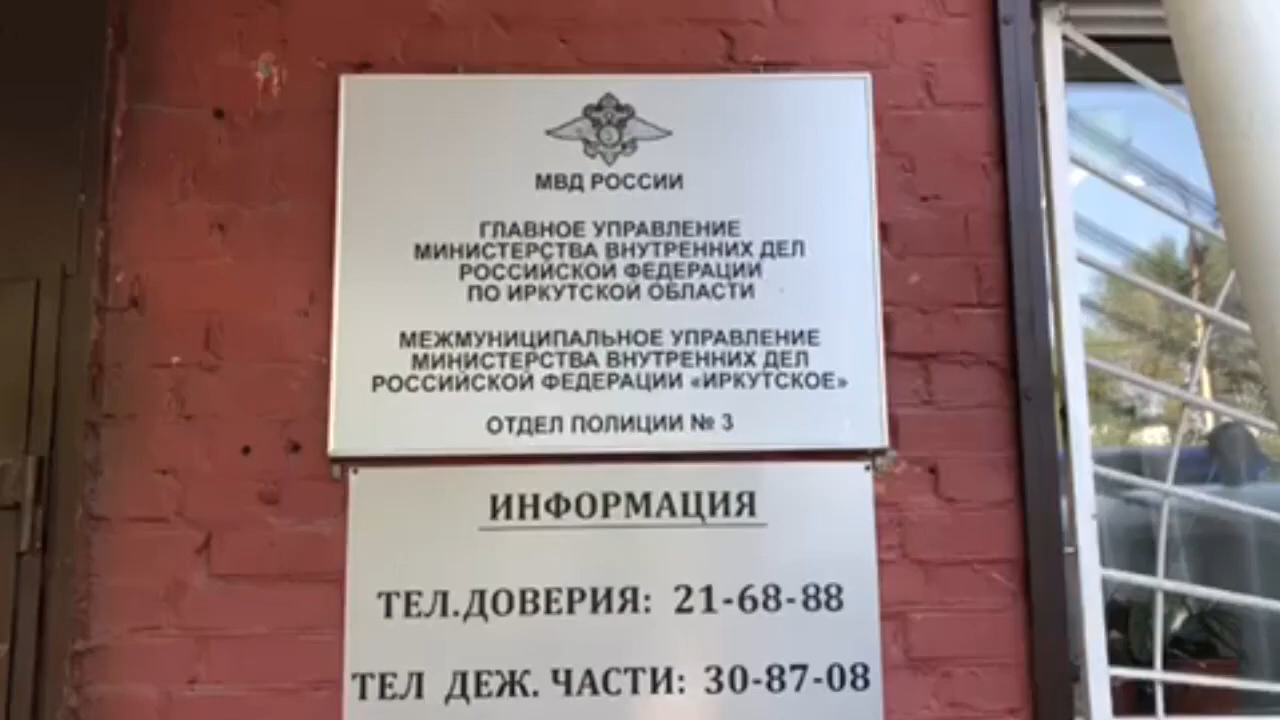 МВД РОССИИ
ГЛАВНОЕ УПРАВЛЕНИЕ
МИНИСТЕРСТВА ВНУТРЕННИХ ДЕЛ
РОССИЙСКОЙ ФЕДЕРАЦИИ
ПО ИРКУТСКОЙ ОБЛАСТИ
МЕЖМУНИЦИПАЛЬНОЕ УПРАВЛЕНИЕ
МИНИСТЕРСТВА ВНУТРЕННИХ ДЕЛ
РОССИЙСКОЙ ФЕДЕРАЦИИ «ИРКУТСКОЕ»
ОТДЕЛ ПОЛИЦИИ № 3
ИНФОРМАЦИЯ
ТЕЛ.ДОВЕРИЯ: 21-68-88
ТЕЛ ДЕЖ. ЧАСТИ: 30-87-08